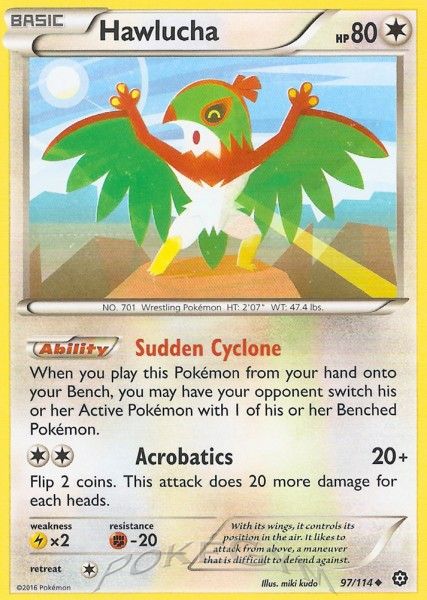 BASIC
Hawlucha
HP 80
NO. 701 Wrestling Pokémon HT: 2'07" WT: 47.4 lbs.
Ability Sudden Cyclone
When you play this Pokémon from your hand onto
your Bench, you may have your opponent switch his
or her Active Pokémon with 1 of his or her Benched
Pokémon.
Acrobatics 20+
Flip 2 coins. This attack does 20 more damage for
each heads.
weakness resistance
×2 -20
retreat
With its wings, it controls its
position in the air. It likes to
attack from above, a maneuver
that is difficult to defend against.
©2016 Pokémon
Illus. miki kudo 97/114
POKÉMON